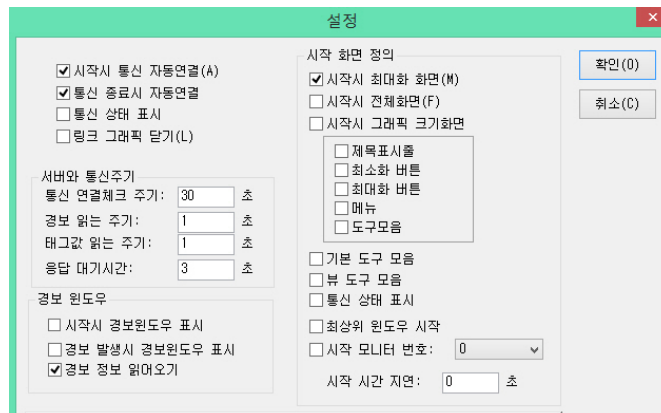 설정
시작시 통신 자동연결(A)
통신 종료시 자동연결
통신 상태 표시
링크 그래픽 닫기(L)
서버와 통신주기
통신 연결체크 주기: 30 초
경보 읽는 주기: 1 초
태그값 읽는 주기: 1 초
응답 대기시간: 3 초
경보 윈도우
시작시 경보윈도우 표시
경보 발생시 경보윈도우 표시
경보 정보 읽어오기
시작 화면 정의
시작시 최대화 화면(M)
시작시 전체화면(F)
시작시 그래픽 크기화면
제목표시줄
최소화 버튼
최대화 버튼
메뉴
도구모음
기본 도구 모음
뷰 도구 모음
통신 상태 표시
최상위 윈도우 시작
시작 모니터 번호: 0
시작 시간 지연: 0 초
확인(O)
취소(C)